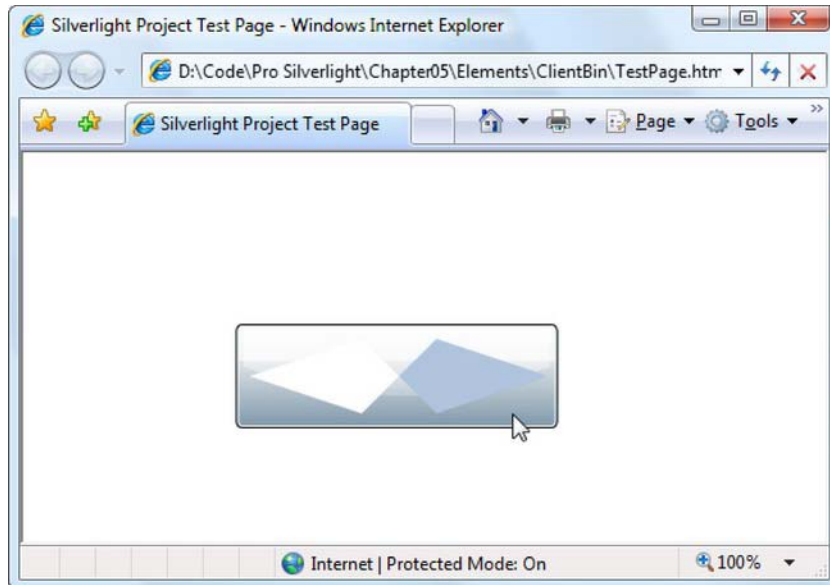 Silverlight Project Test Page - Windows Internet Explorer
D:\Code\Pro Silverlight\Chapter05\Elements\ClientBin\TestPage.htm
Silverlight Project Test Page
Page
Tools
Internet | Protected Mode: On
100%